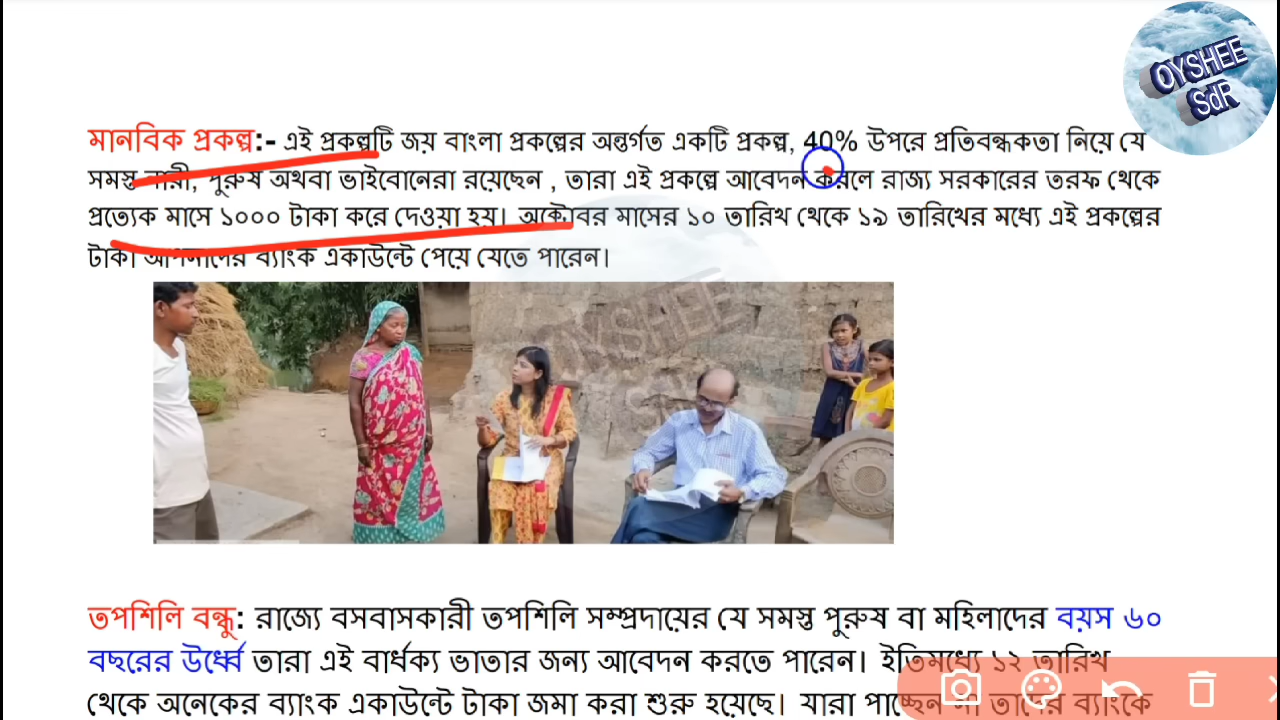 OYSHEE
SdR
মানবিক প্রকল্প:- এই প্রকল্পটি জয় বাংলা প্রকল্পের অন্তর্গত একটি প্রকল্প, 40% উপরে প্রতিবন্ধকতা নিয়ে যে
সমস্ত নারী, পুরুষ অথবা ভাইবোনেরা রয়েছেন , তারা এই প্রকল্পে আবেদন করলে রাজ্য সরকারের তরফ থেকে
প্রত্যেক মাসে ১০০০ টাকা করে দেওয়া হয়। অক্টোবর মাসের ১০ তারিখ থেকে ১৯ তারিখের মধ্যে এই প্রকল্পের
টাকা আপনাদের ব্যাংক একাউন্টে পেয়ে যেতে পারেন।
OYSHEE
তপশিলি বন্ধু: রাজ্যে বসবাসকারী তপশিলি সম্প্রদায়ের যে সমস্ত পুরুষ বা মহিলাদের বয়স ৬০
বছরের উর্ধ্বে তারা এই বার্ধক্য ভাতার জন্য আবেদন করতে পারেন। ইতিমধ্যে ১২ তারিখ
থেকে অনেকের ব্যাংক একাউন্টে টাকা জমা করা শুরু হয়েছে। যারা পাচ্ছেন না তাদের ব্যাংকে